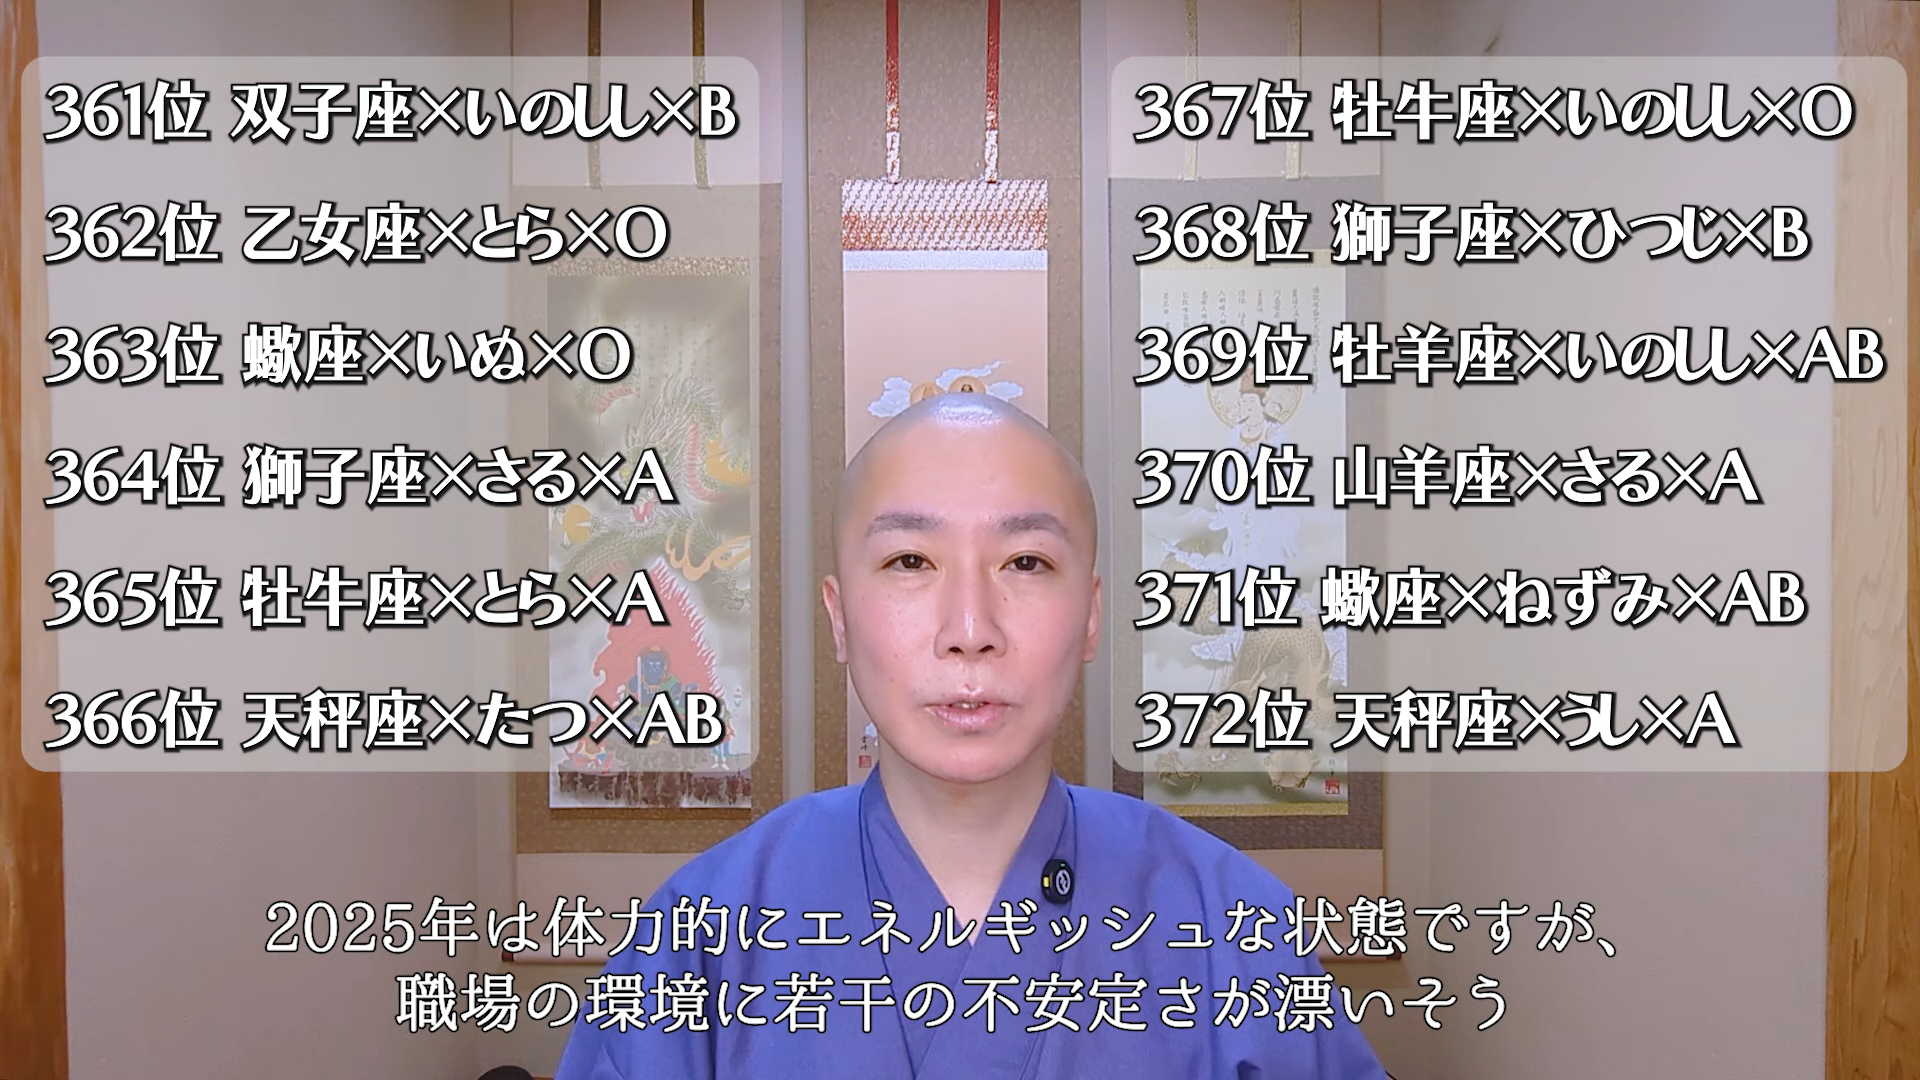 361位 双子座×いのしし×B
362位 乙女座×とら×O
363位 蠍座×いぬ×O
364位 獅子座×さる×A
365位 牡牛座×とら×A
366位 天秤座×たつ×AB
367位 牡牛座×いのしし×O
368位 獅子座×ひつじ×B
369位 牡羊座×いのしし×AB
370位 山羊座×さる×A
371位 蠍座×ねずみ×AB
372位 天秤座×うし×A
2025年は体力的にエネルギッシュな状態ですが、
職場の環境に若干の不安定さが漂いそう